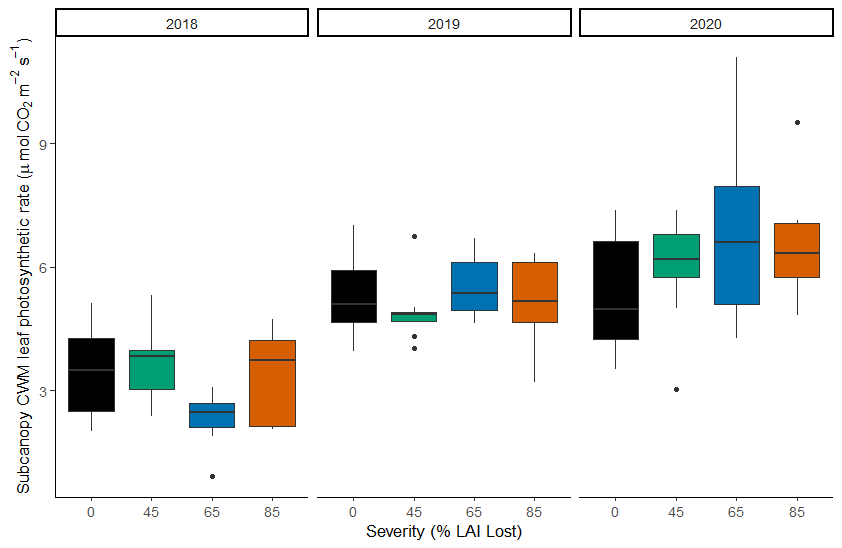 2018 2019 2020
Subcanopy CWM leaf photosynthetic rate (μmol CO₂ m⁻² s⁻¹)
9
6
3
0 45 65 85 0 45 65 85 0 45 65 85
Severity (% LAI Lost)